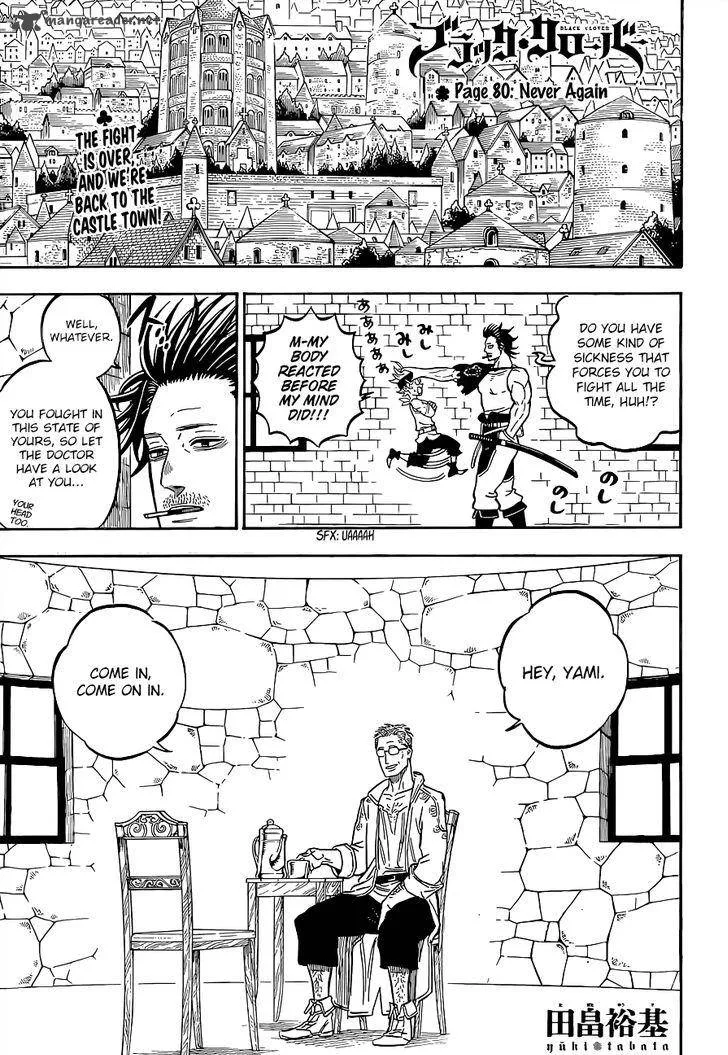 mangareader.net
ブラック・クローバー
BLACK CLOVER
Page 80: Never Again
THE FIGHT
IS OVER,
AND WE'RE
BACK TO THE
CASTLE TOWN!
DO YOU HAVE
SOME KIND OF
SICKNESS THAT
FORCES YOU TO
FIGHT ALL THE
TIME, HUH!?
みし
みし
のし
のし
あああああ
M-MY
BODY
REACTED
BEFORE
MY MIND
DID!!!
SFX: UAAAAH
WELL,
WHATEVER.
YOU FOUGHT IN
THIS STATE OF
YOURS, SO LET
THE DOCTOR
HAVE A LOOK
AT YOU...
YOUR
HEAD
TOO.
HEY, YAMI.
COME IN,
COME ON IN.
田畠裕基
yūki tabata